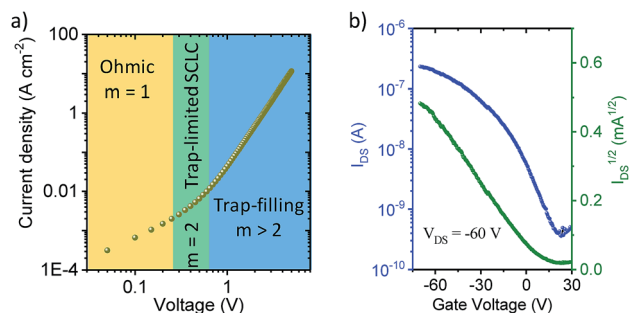 a)
100
1
0.01
1E-4
Current density (A cm⁻²)
Ohmic
m = 1
Trap-limited SCLC
m = 2
Trap-filling
m > 2
0.1
1
Voltage (V)
b)
10⁻⁶
10⁻⁷
10⁻⁸
10⁻⁹
10⁻¹⁰
I_DS (A)
V_DS = -60 V
0.6
0.4
0.2
0.0
I_DS^1/2 (mA^1/2)
-60
-30
0
30
Gate Voltage (V)